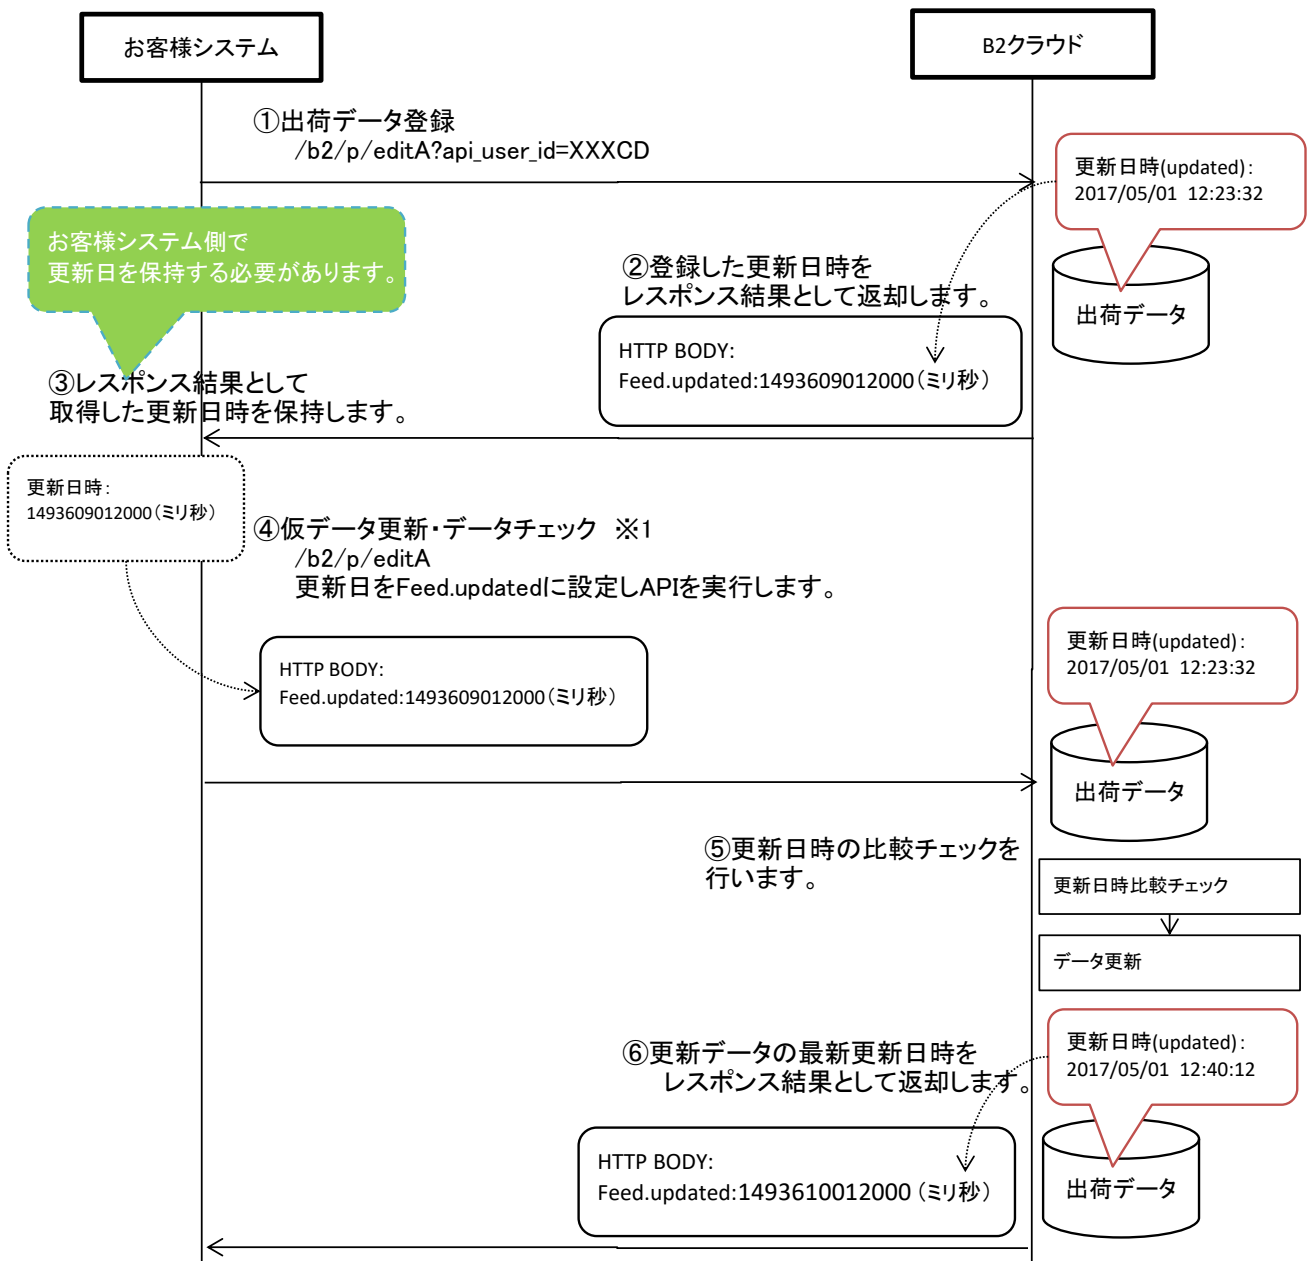 お客様システム
B2クラウド
①出荷データ登録
/b2/p/editA?api_user_id=XXXCD
更新日時(updated):
2017/05/01 12:23:32
お客様システム側で
更新日を保持する必要があります。
②登録した更新日時を
レスポンス結果として返却します。
出荷データ
HTTP BODY:
Feed.updated:1493609012000(ミリ秒)
③レスポンス結果として
取得した更新日時を保持します。
更新日時:
1493609012000(ミリ秒)
④仮データ更新・データチェック ※1
/b2/p/editA
更新日をFeed.updatedに設定しAPIを実行します。
HTTP BODY:
Feed.updated:1493609012000(ミリ秒)
更新日時(updated):
2017/05/01 12:23:32
出荷データ
⑤更新日時の比較チェックを
行います。
更新日時比較チェック
データ更新
⑥更新データの最新更新日時を
レスポンス結果として返却します。
更新日時(updated):
2017/05/01 12:40:12
HTTP BODY:
Feed.updated:1493610012000(ミリ秒)
出荷データ